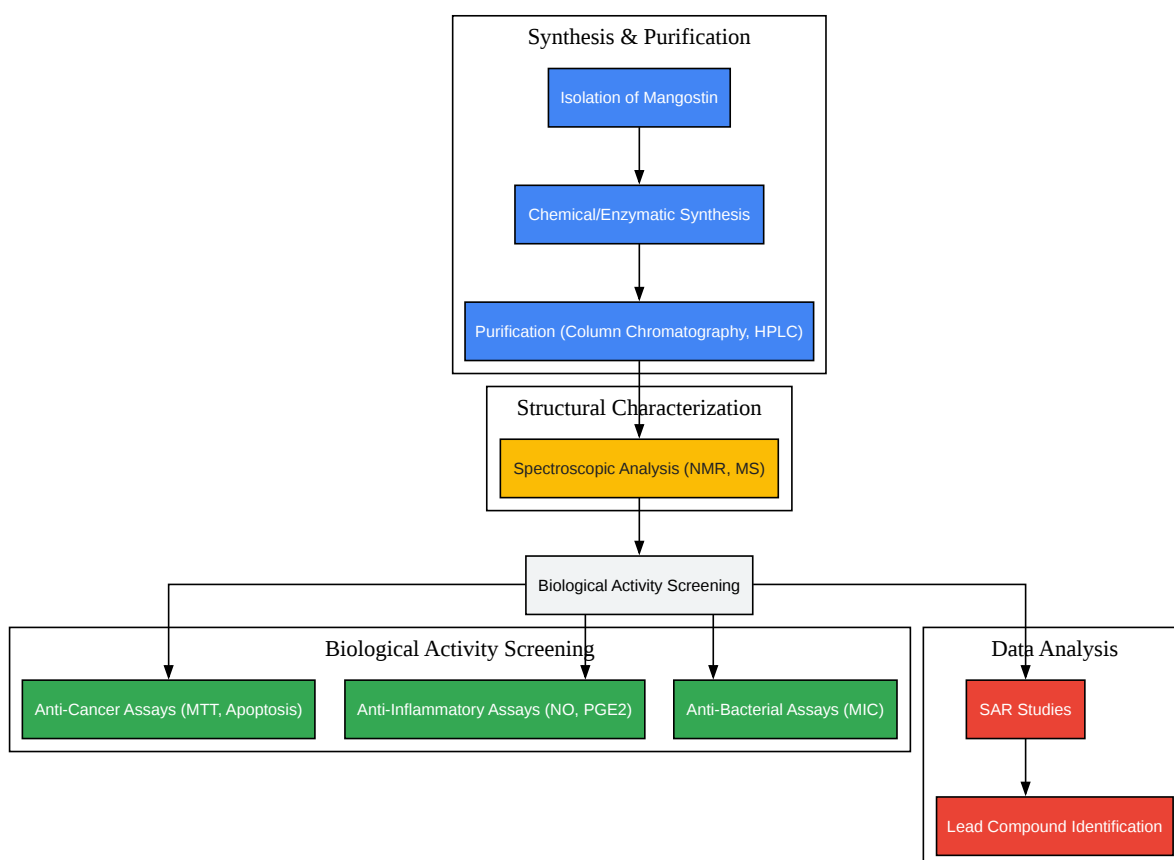 Synthesis & Purification
Isolation of Mangostin
Chemical/Enzymatic Synthesis
Purification (Column Chromatography, HPLC)
Structural Characterization
Spectroscopic Analysis (NMR, MS)
Biological Activity Screening
Biological Activity Screening
Anti-Cancer Assays (MTT, Apoptosis)
Anti-Inflammatory Assays (NO, PGE2)
Anti-Bacterial Assays (MIC)
Data Analysis
SAR Studies
Lead Compound Identification